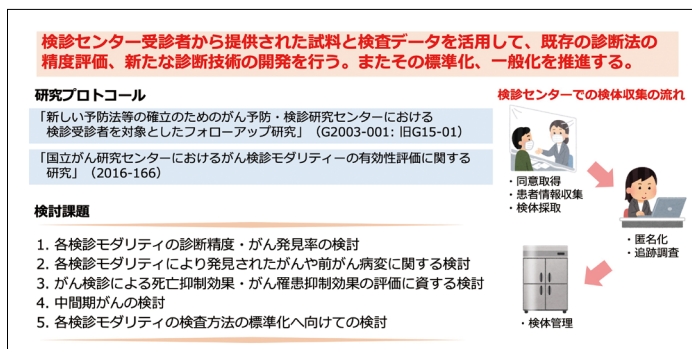 検診センター受診者から提供された試料と検査データを活用して、既存の診断法の
精度評価、新たな診断技術の開発を行う。またその標準化、一般化を推進する。
研究プロトコール
「新しい予防法等の確立のためのがん予防・検診研究センターにおける
検診受診者を対象としたフォローアップ研究」（G2003-001: 旧G15-01）
「国立がん研究センターにおけるがん検診モダリティーの有効性評価に関する
研究」（2016-166）
検討課題
1. 各検診モダリティの診断精度・がん発見率の検討
2. 各検診モダリティにより発見されたがんや前がん病変に関する検討
3. がん検診による死亡抑制効果・がん罹患抑制効果の評価に資する検討
4. 中間期がんの検討
5. 各検診モダリティの検査方法の標準化へ向けての検討
検診センターでの検体収集の流れ
・同意取得
・患者情報収集
・検体採取
・匿名化
・追跡調査
・検体管理